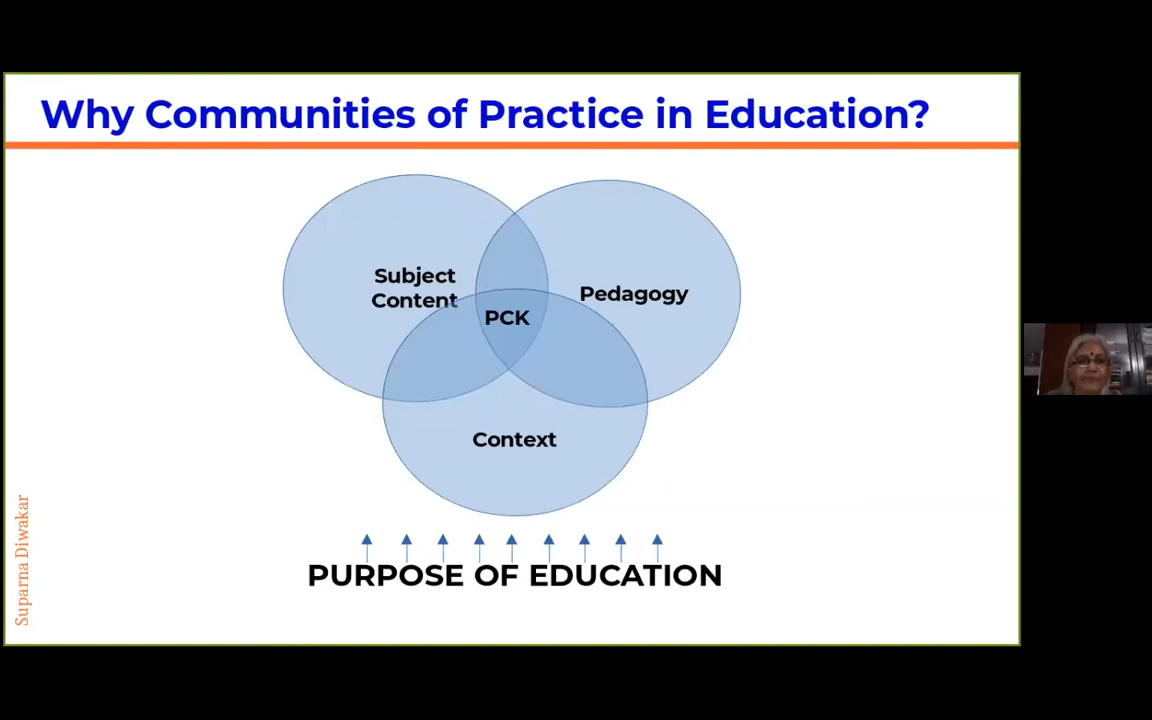 Why Communities of Practice in Education?
Subject
Content
Pedagogy
PCK
Context
PURPOSE OF EDUCATION
Suparna Diwakar